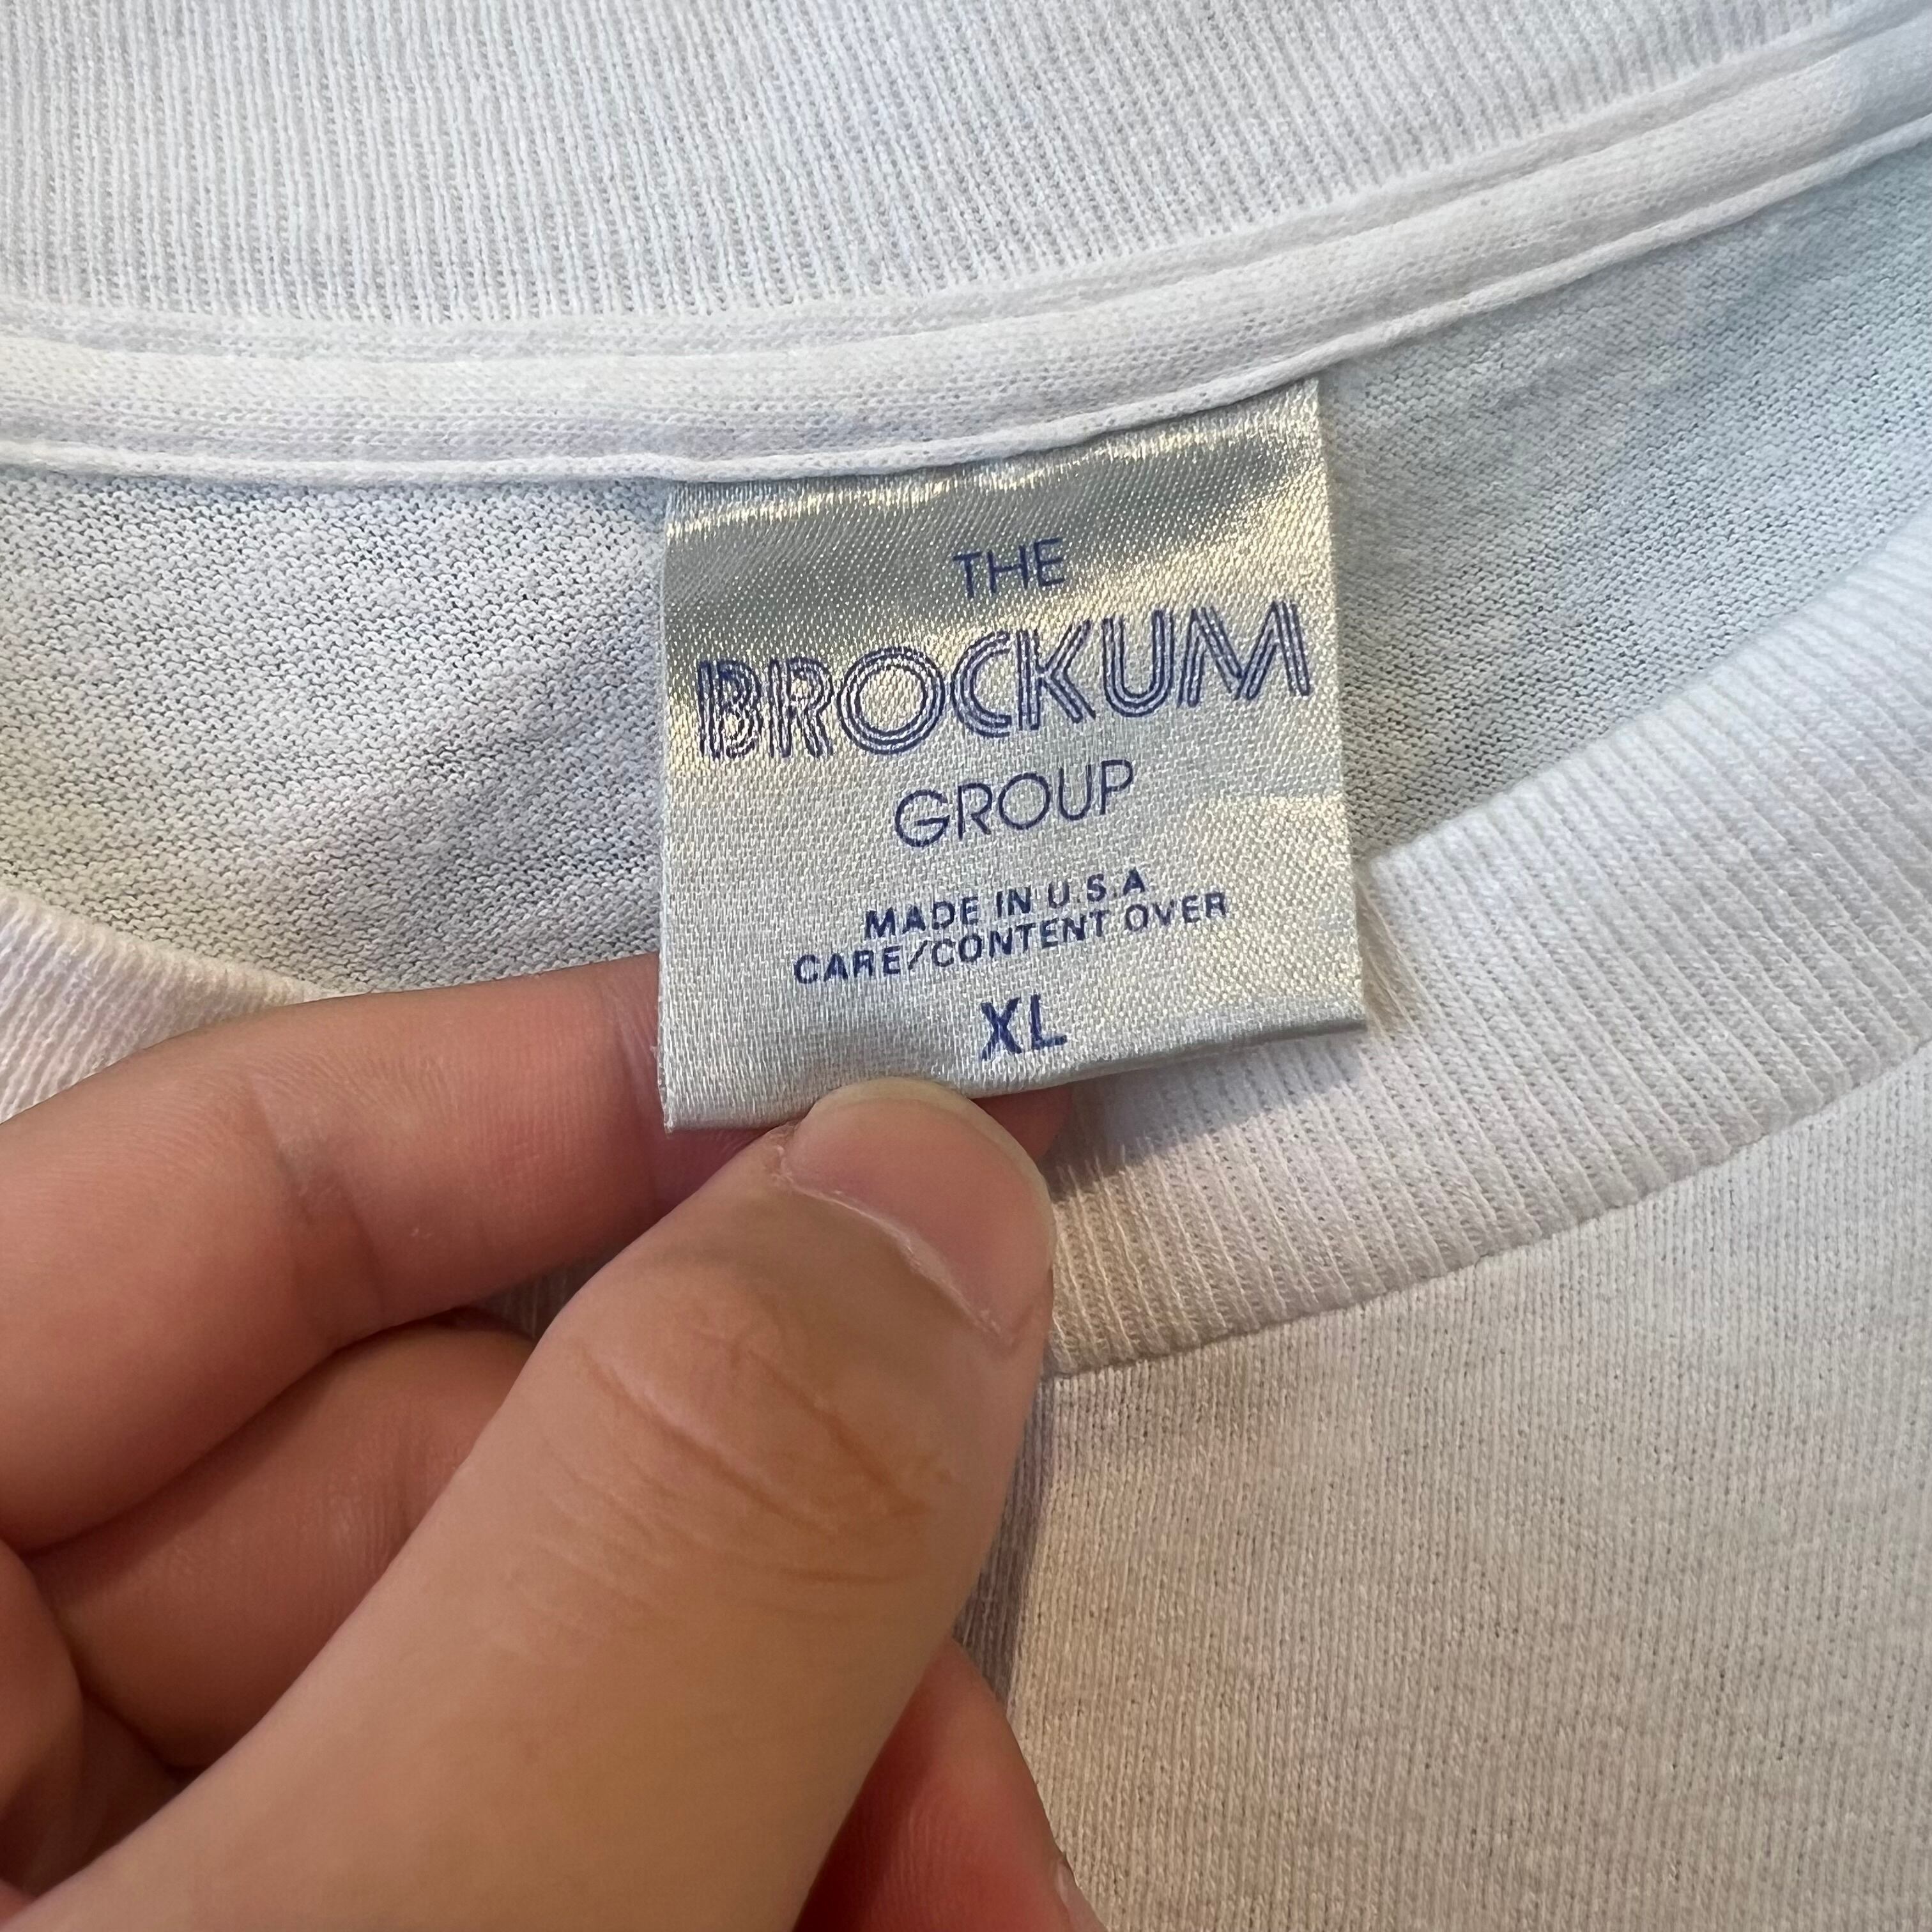 THE
BROCKUM
GROUP
MADE IN U.S.A
CARE/CONTENT OVER
XL